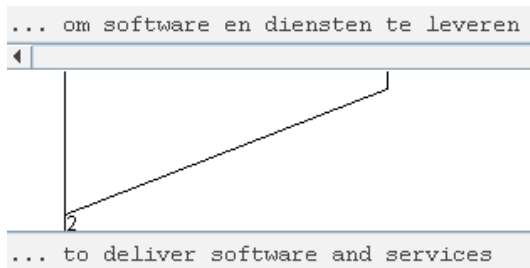 ... om software en diensten te leveren
2
... to deliver software and services